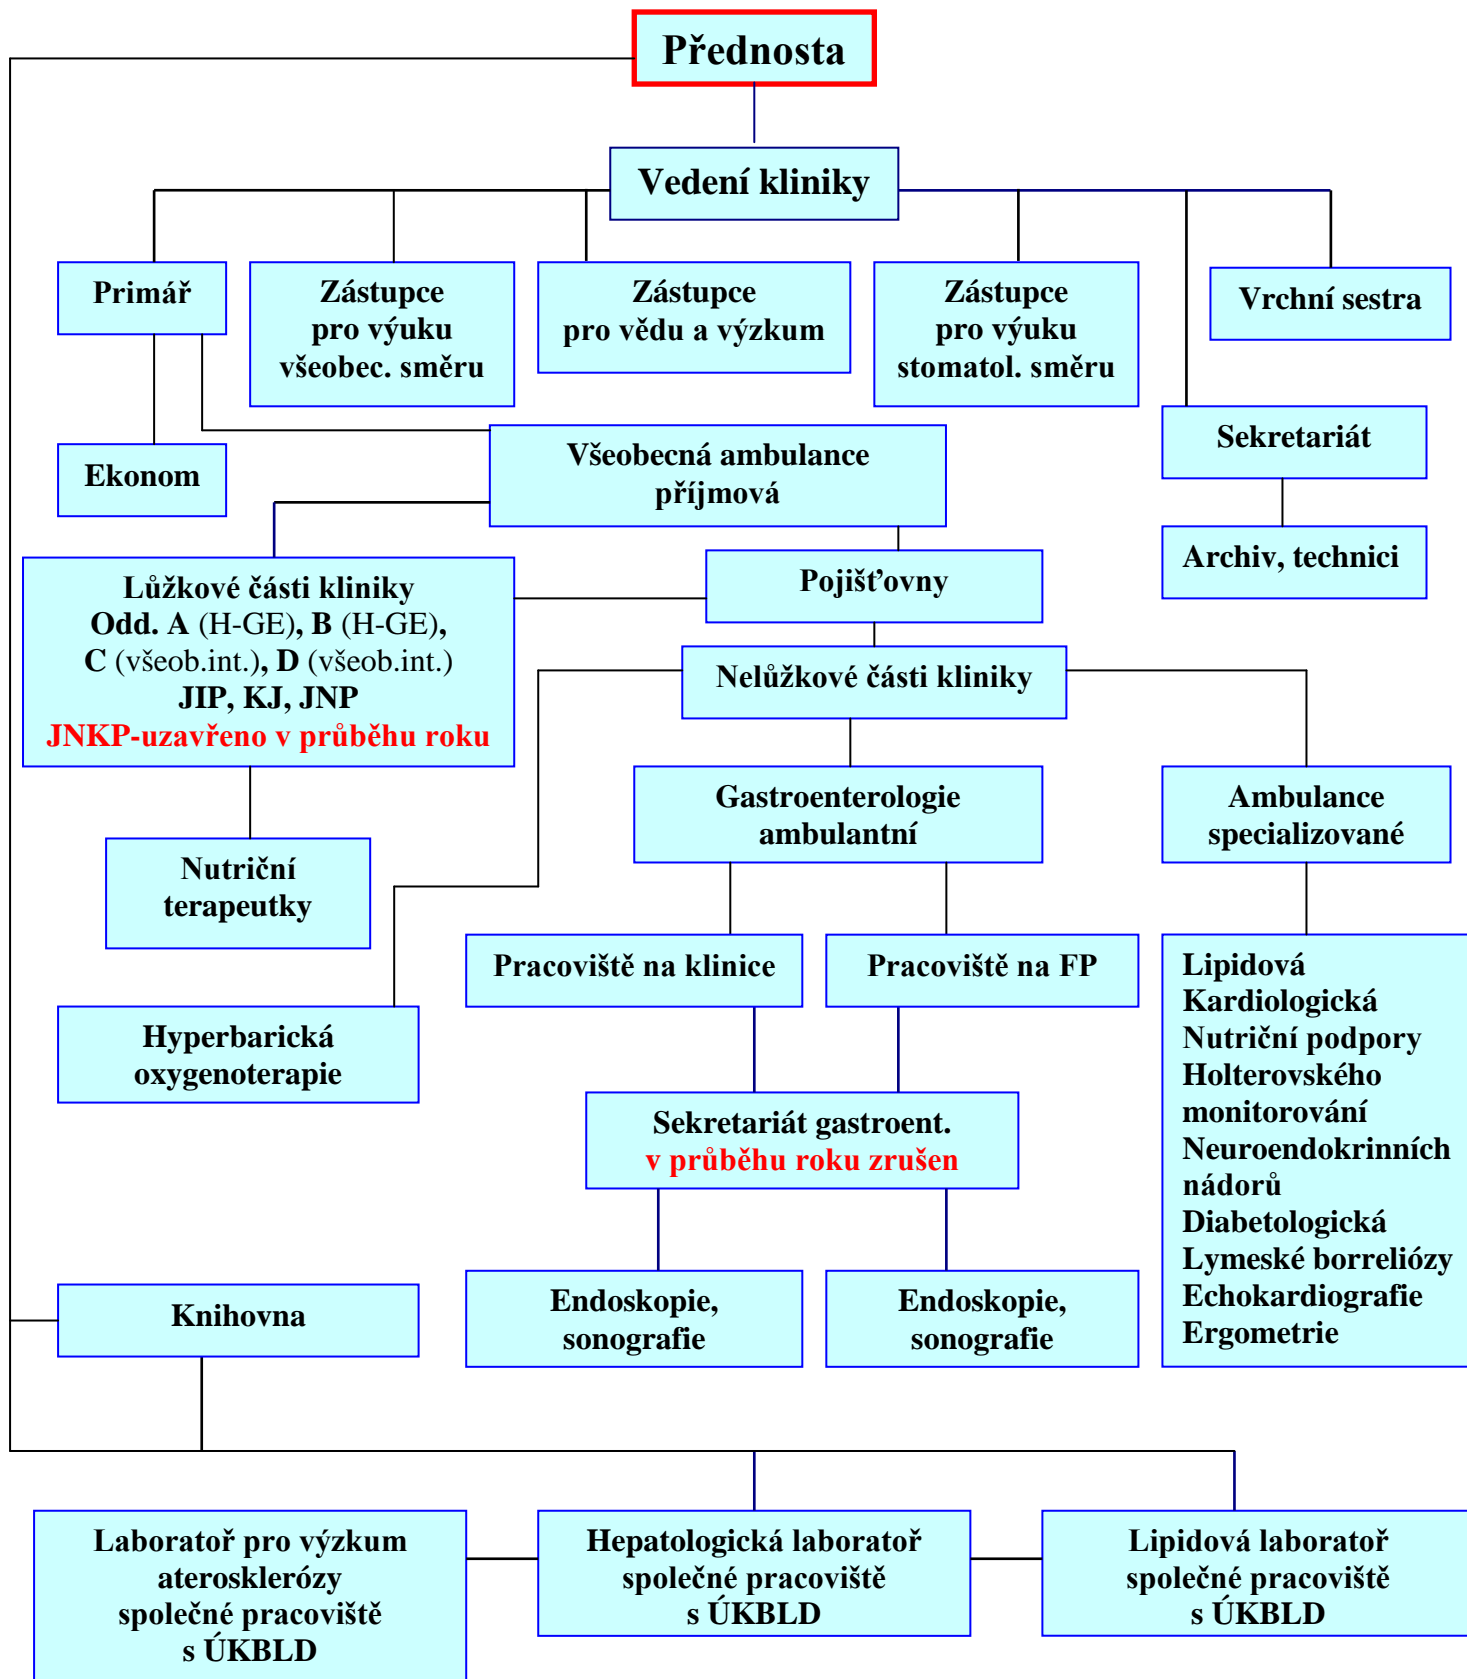 Přednosta
Vedení kliniky
Primář
Zástupce
pro výuku
všeobec. směru
Zástupce
pro vědu a výzkum
Zástupce
pro výuku
stomatol. směru
Vrchní sestra
Ekonom
Všeobecná ambulance
příjmová
Sekretariát
Archiv, technici
Lůžkové části kliniky
Odd. A (H-GE), B (H-GE),
C (všeob.int.), D (všeob.int.)
JIP, KJ, JNP
JNKP-uzavřeno v průběhu roku
Pojišťovny
Nelůžkové části kliniky
Nutriční
terapeutky
Gastroenterologie
ambulantní
Ambulance
specializované
Pracoviště na klinice
Pracoviště na FP
Hyperbarická
oxygenoterapie
Lipidová
Kardiologická
Nutriční podpory
Holterovského
monitorování
Neuroendokrinních
nádorů
Diabetologická
Lymeské borreliózy
Echokardiografie
Ergometrie
Sekretariát gastroent.
v průběhu roku zrušen
Endoskopie,
sonografie
Endoskopie,
sonografie
Knihovna
Laboratoř pro výzkum
aterosklerózy
společné pracoviště
s ÚKBLD
Hepatologická laboratoř
společné pracoviště
s ÚKBLD
Lipidová laboratoř
společné pracoviště
s ÚKBLD